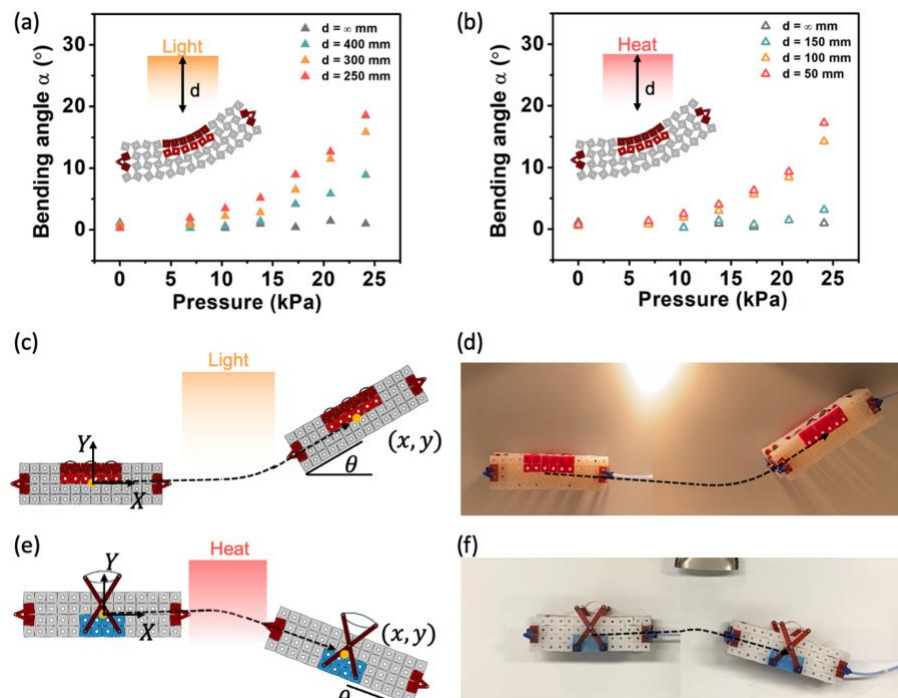 (a)
30
20
10
0
Bending angle α (°)
Light
d
d = ∞ mm
d = 400 mm
d = 300 mm
d = 250 mm
0 5 10 15 20 25
Pressure (kPa)
(b)
30
20
10
0
Bending angle α (°)
Heat
d
d = ∞ mm
d = 150 mm
d = 100 mm
d = 50 mm
0 5 10 15 20 25
Pressure (kPa)
(c)
Light
Y
X
(x, y)
θ
(d)
(e)
Heat
Y
X
(x, y)
θ
(f)